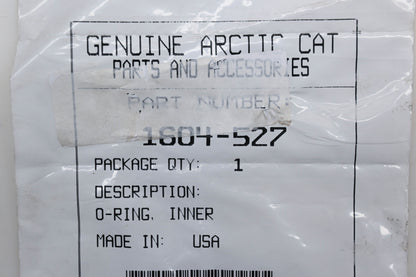 GENUINE ARCTIC CAT
PARTS AND ACCESSORIES
PART NUMBER:
1604-527
PACKAGE QTY: 1
DESCRIPTION:
O-RING, INNER
MADE IN: USA